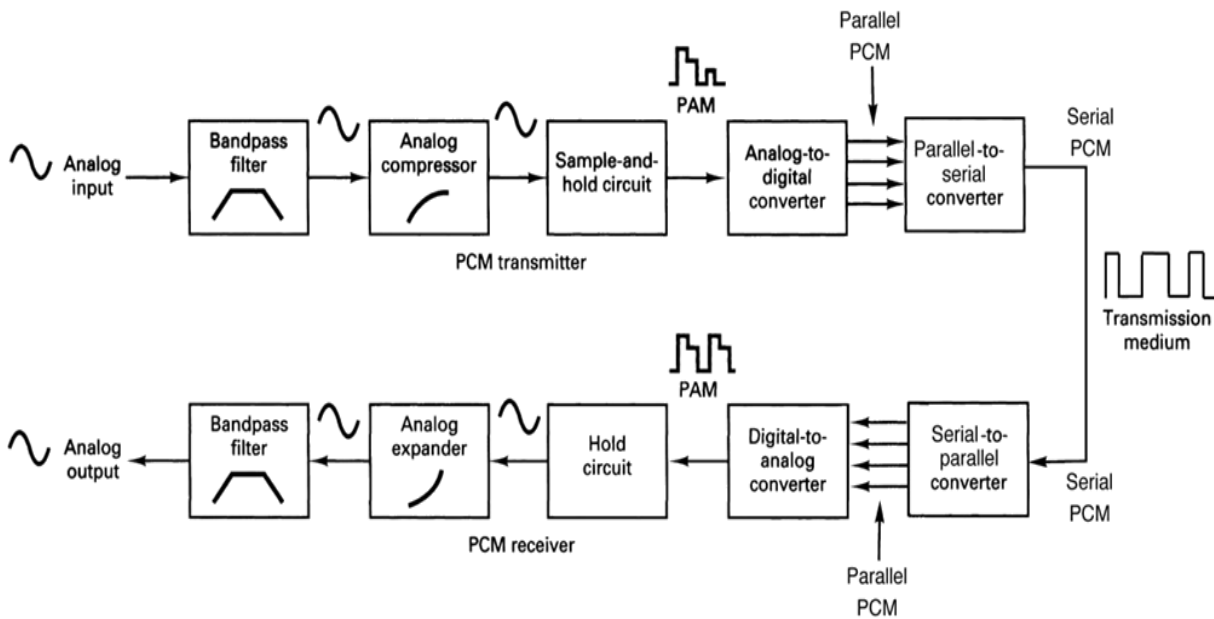 Parallel
PCM
PAM
Serial
PCM
Analog
input
Bandpass
filter
Analog
compressor
Sample-and-
hold circuit
Analog-to-
digital
converter
Parallel-to-
serial
converter
PCM transmitter
Transmission
medium
PAM
Analog
output
Bandpass
filter
Analog
expander
Hold
circuit
Digital-to-
analog
converter
Serial-to-
parallel
converter
Serial
PCM
PCM receiver
Parallel
PCM